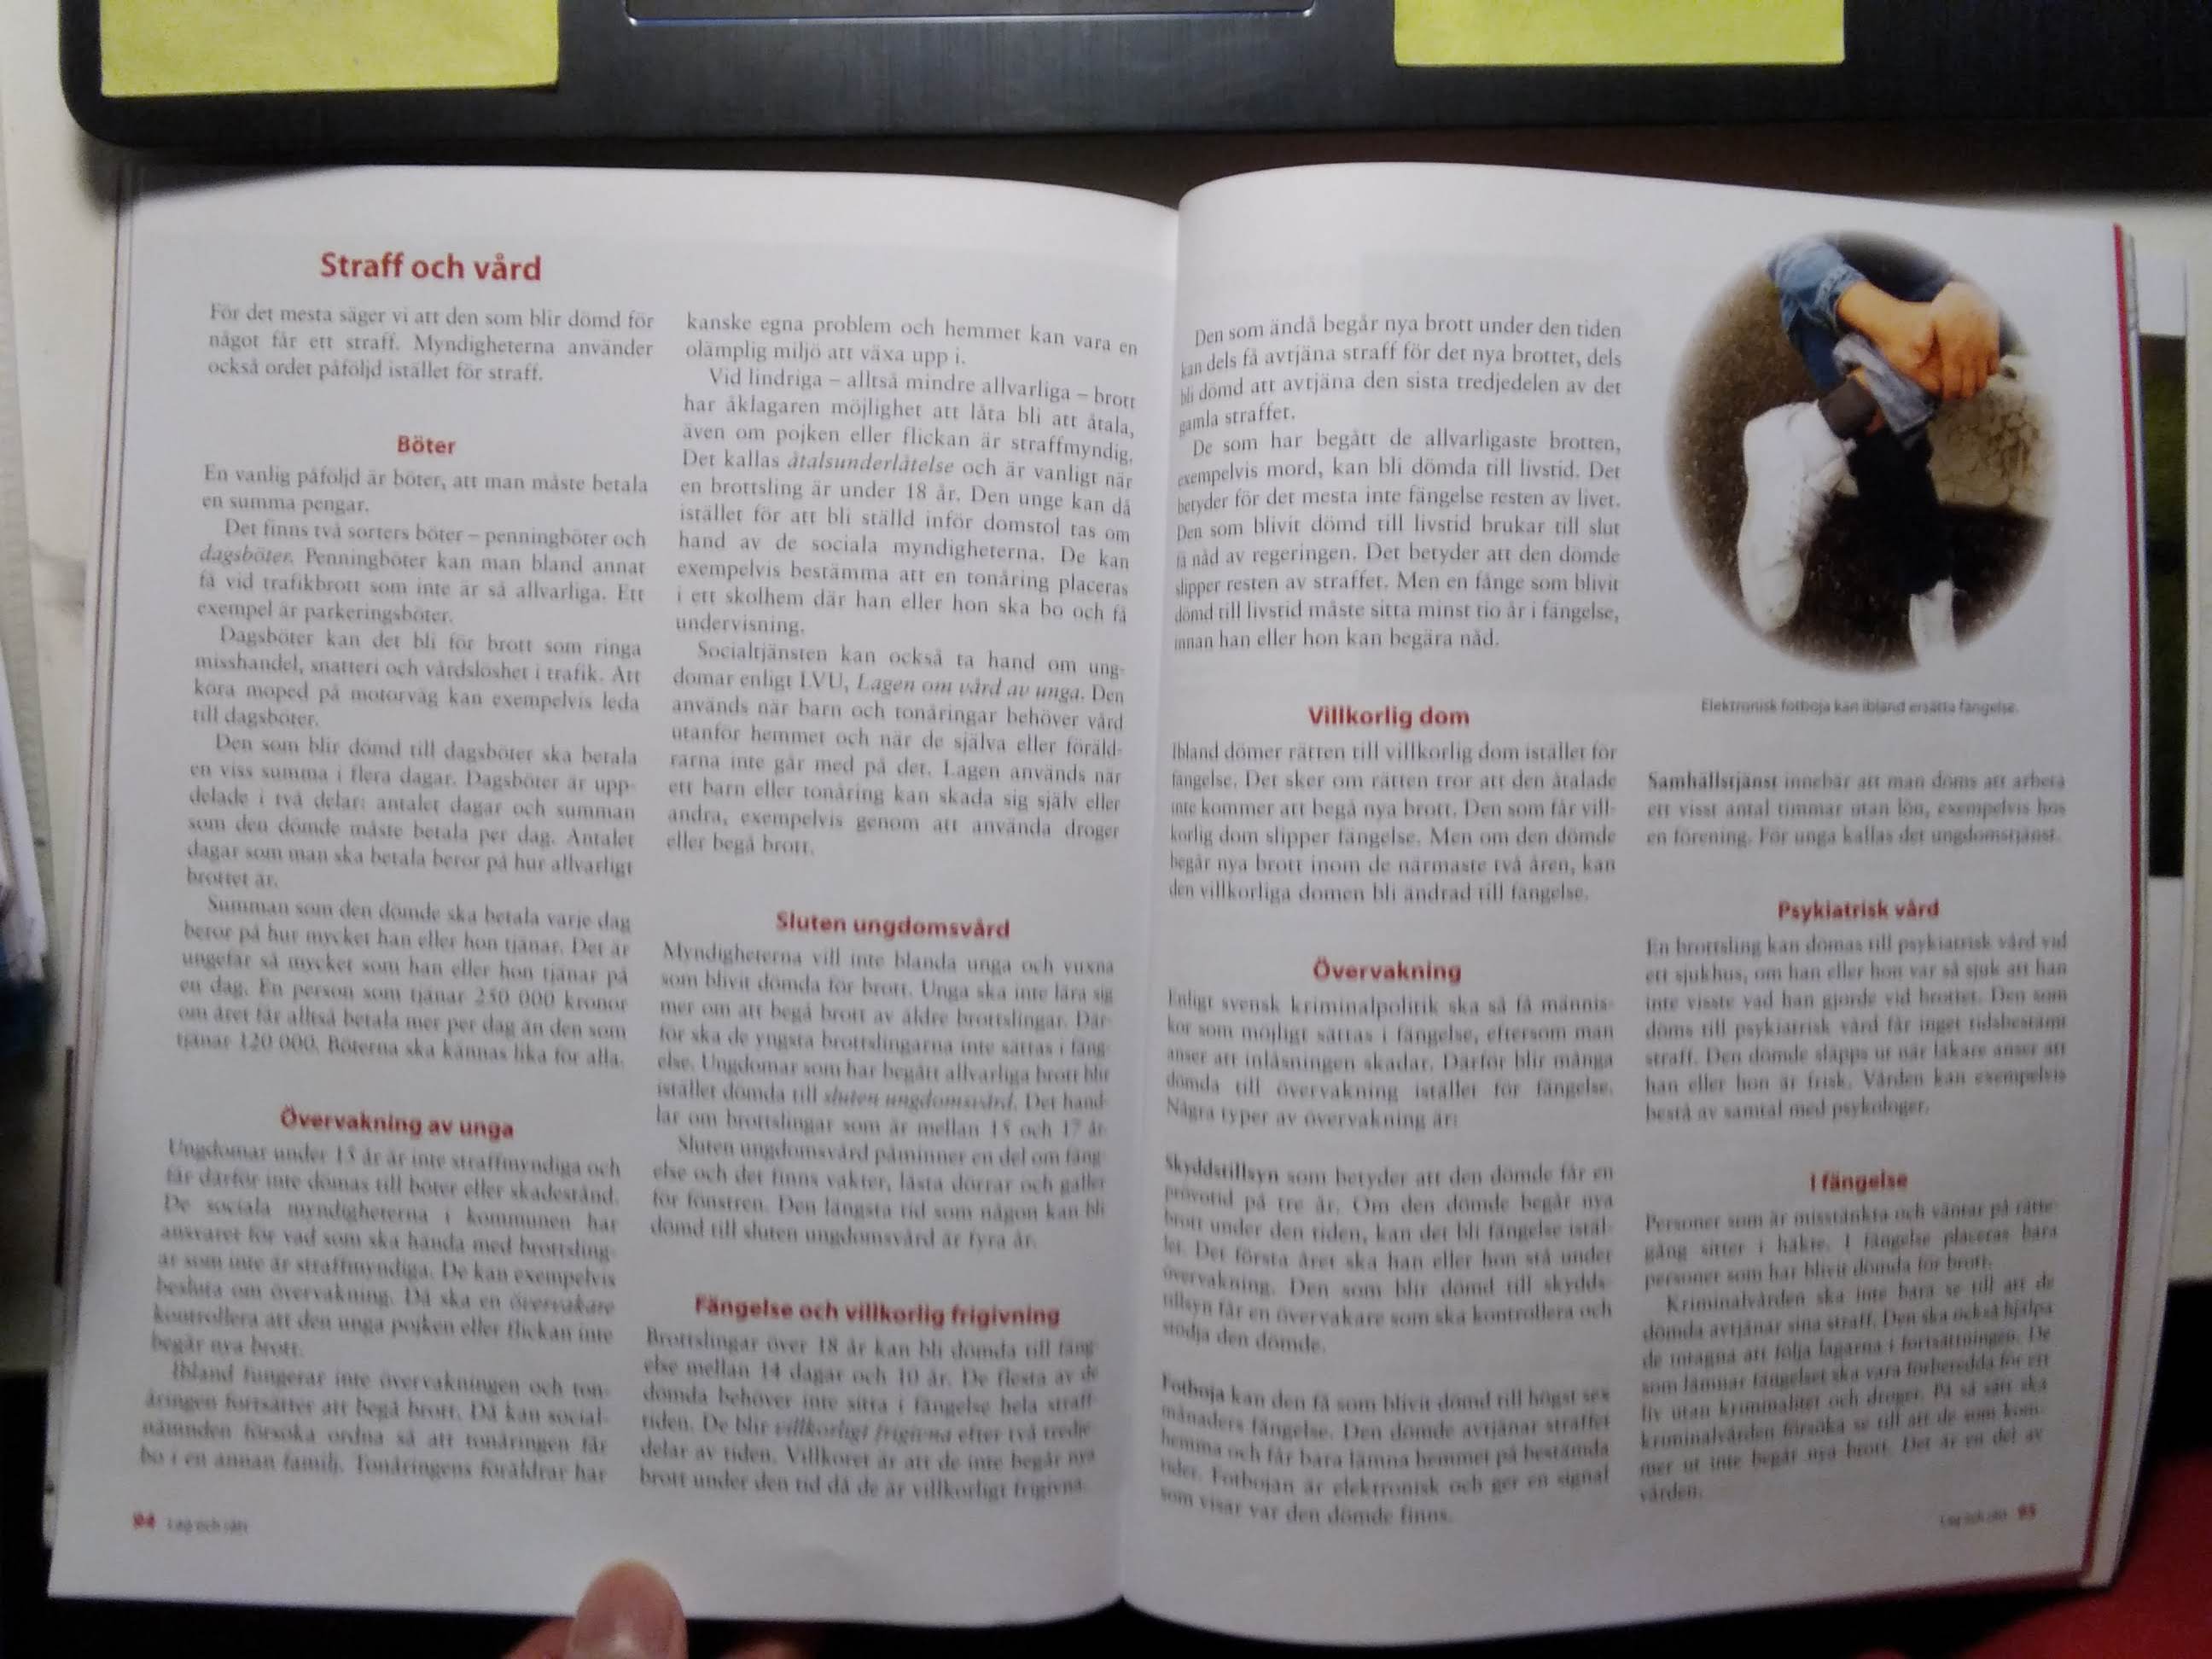 Straff och vård
För det mesta säger vi att den som blir dömd för
något får ett straff. Myndigheterna använder
också ordet påföljd istället för straff.
Böter
En vanlig påföljd är böter, att man måste betala
en summa pengar.
Det finns två sorters böter – penningböter och
dagsböter. Penningböter kan man bland annat
få vid trafikbrott som inte är så allvarliga. Ett
exempel är parkeringsböter.
Dagsböter kan det bli för brott som ringa
misshandel, snatteri och vårdslöshet i trafik. Att
köra moped på motorväg kan exempelvis leda
till dagsböter.
Den som blir dömd till dagsböter ska betala
en viss summa i flera dagar. Dagsböter är upp-
delade i två delar: antalet dagar och summan
som den dömde måste betala per dag. Antalet
dagar som man ska betala beror på hur allvarligt
brottet är.
Summan som den dömde ska betala varje dag
beror på hur mycket han eller hon tjänar. Det är
ungefär så mycket som han eller hon tjänar på
en dag. En person som tjänar 250 000 kronor
om året får alltså betala mer per dag än den som
tjänar 120 000. Böterna ska kännas lika för alla.
Övervakning av unga
Ungdomar under 15 år är inte straffmyndiga och
får därför inte dömas till böter eller skadestånd.
De sociala myndigheterna i kommunen har
ansvaret för vad som ska hända med brottsling-
ar som inte är straffmyndiga. De kan exempelvis
besluta om övervakning. Då ska en övervakare
kontrollera att den unga pojken eller flickan inte
begår nya brott.
Ibland fungerar inte övervakningen och ton-
åringen fortsätter att begå brott. Då kan social-
nämnden försöka ordna så att tonåringen får
bo i en annan familj. Tonåringens föräldrar har
94 Lag och rätt
kanske egna problem och hemmet kan vara en
olämplig miljö att växa upp i.
Vid lindriga – alltså mindre allvarliga – brott
har åklagaren möjlighet att låta bli att åtala,
även om pojken eller flickan är straffmyndig.
Det kallas åtalsunderlåtelse och är vanligt när
en brottsling är under 18 år. Den unge kan då
istället för att bli ställd inför domstol tas om
hand av de sociala myndigheterna. De kan
exempelvis bestämma att en tonåring placeras
i ett skolhem där han eller hon ska bo och få
undervisning.
Socialtjänsten kan också ta hand om ung-
domar enligt LVU, Lagen om vård av unga. Den
används när barn och tonåringar behöver vård
utanför hemmet och när de själva eller föräld-
rarna inte går med på det. Lagen används när
ett barn eller tonåring kan skada sig själv eller
andra, exempelvis genom att använda droger
eller begå brott.
Sluten ungdomsvård
Myndigheterna vill inte blanda unga och vuxna
som blivit dömda för brott. Unga ska inte lära sig
mer om att begå brott av äldre brottslingar. Där-
för ska de yngsta brottslingarna inte sättas i fäng-
else. Ungdomar som har begått allvarliga brott blir
istället dömda till sluten ungdomsvård. Det hand-
lar om brottslingar som är mellan 15 och 17 år.
Sluten ungdomsvård påminner en del om fäng-
else och det finns vakter, låsta dörrar och galler
för fönstren. Den längsta tid som någon kan bli
dömd till sluten ungdomsvård är fyra år.
Fängelse och villkorlig frigivning
Brottslingar över 18 år kan bli dömda till fäng-
else mellan 14 dagar och 10 år. De flesta av de
dömda behöver inte sitta i fängelse hela straff-
tiden. De blir villkorligt frigivna efter två tredje-
delar av tiden. Villkoret är att de inte begår nya
brott under den tid då de är villkorligt frigivna.
Den som ändå begår nya brott under den tiden
kan dels få avtjäna straff för det nya brottet, dels
bli dömd att avtjäna den sista tredjedelen av det
gamla straffet.
De som har begått de allvarligaste brotten,
exempelvis mord, kan bli dömda till livstid. Det
betyder för det mesta inte fängelse resten av livet.
Den som blivit dömd till livstid brukar till slut
få nåd av regeringen. Det betyder att den dömde
slipper resten av straffet. Men en fånge som blivit
dömd till livstid måste sitta minst tio år i fängelse,
innan han eller hon kan begära nåd.
Villkorlig dom
Ibland dömer rätten till villkorlig dom istället för
fängelse. Det sker om rätten tror att den åtalade
inte kommer att begå nya brott. Den som får vill-
korlig dom slipper fängelse. Men om den dömde
begår nya brott inom de närmaste två åren, kan
den villkorliga domen bli ändrad till fängelse.
Övervakning
Enligt svensk kriminalpolitik ska så få männis-
kor som möjligt sättas i fängelse, eftersom man
anser att inlåsningen skadar. Därför blir många
dömda till övervakning istället för fängelse.
Några typer av övervakning är:
Skyddstillsyn som betyder att den dömde får en
prövotid på tre år. Om den dömde begår nya
brott under den tiden, kan det bli fängelse istäl-
let. Det första året ska han eller hon stå under
övervakning. Den som blir dömd till skydds-
tillsyn får en övervakare som ska kontrollera och
stödja den dömde.
Fotboja kan den få som blivit dömd till högst sex
månaders fängelse. Den dömde avtjänar straffet
hemma och får bara lämna hemmet på bestämda
tider. Fotbojan är elektronisk och ger en signal
som visar var den dömde finns.
Elektronisk fotboja kan ibland ersätta fängelse.
Samhällstjänst innebär att man döms att arbeta
ett visst antal timmar utan lön, exempelvis hos
en förening. För unga kallas det ungdomstjänst.
Psykiatrisk vård
En brottsling kan dömas till psykiatrisk vård vid
ett sjukhus, om han eller hon var så sjuk att han
inte visste vad han gjorde vid brottet. Den som
döms till psykiatrisk vård får inget tidsbestämt
straff. Den dömde släpps ut när läkare anser att
han eller hon är frisk. Vården kan exempelvis
bestå av samtal med psykologer.
I fängelse
Personer som är misstänkta och väntar på rätte-
gång sitter i häkte. I fängelse placeras bara
personer som har blivit dömda för brott.
Kriminalvården ska inte bara se till att de
dömda avtjänar sina straff. Den ska också hjälpa
de intagna att följa lagarna i fortsättningen. De
som lämnar fängelset ska vara förberedda för ett
liv utan kriminalitet och droger. På så sätt ska
kriminalvården försöka se till att de som kom-
mer ut inte begår nya brott. Det är en del av
vården.
Lag och rätt 95